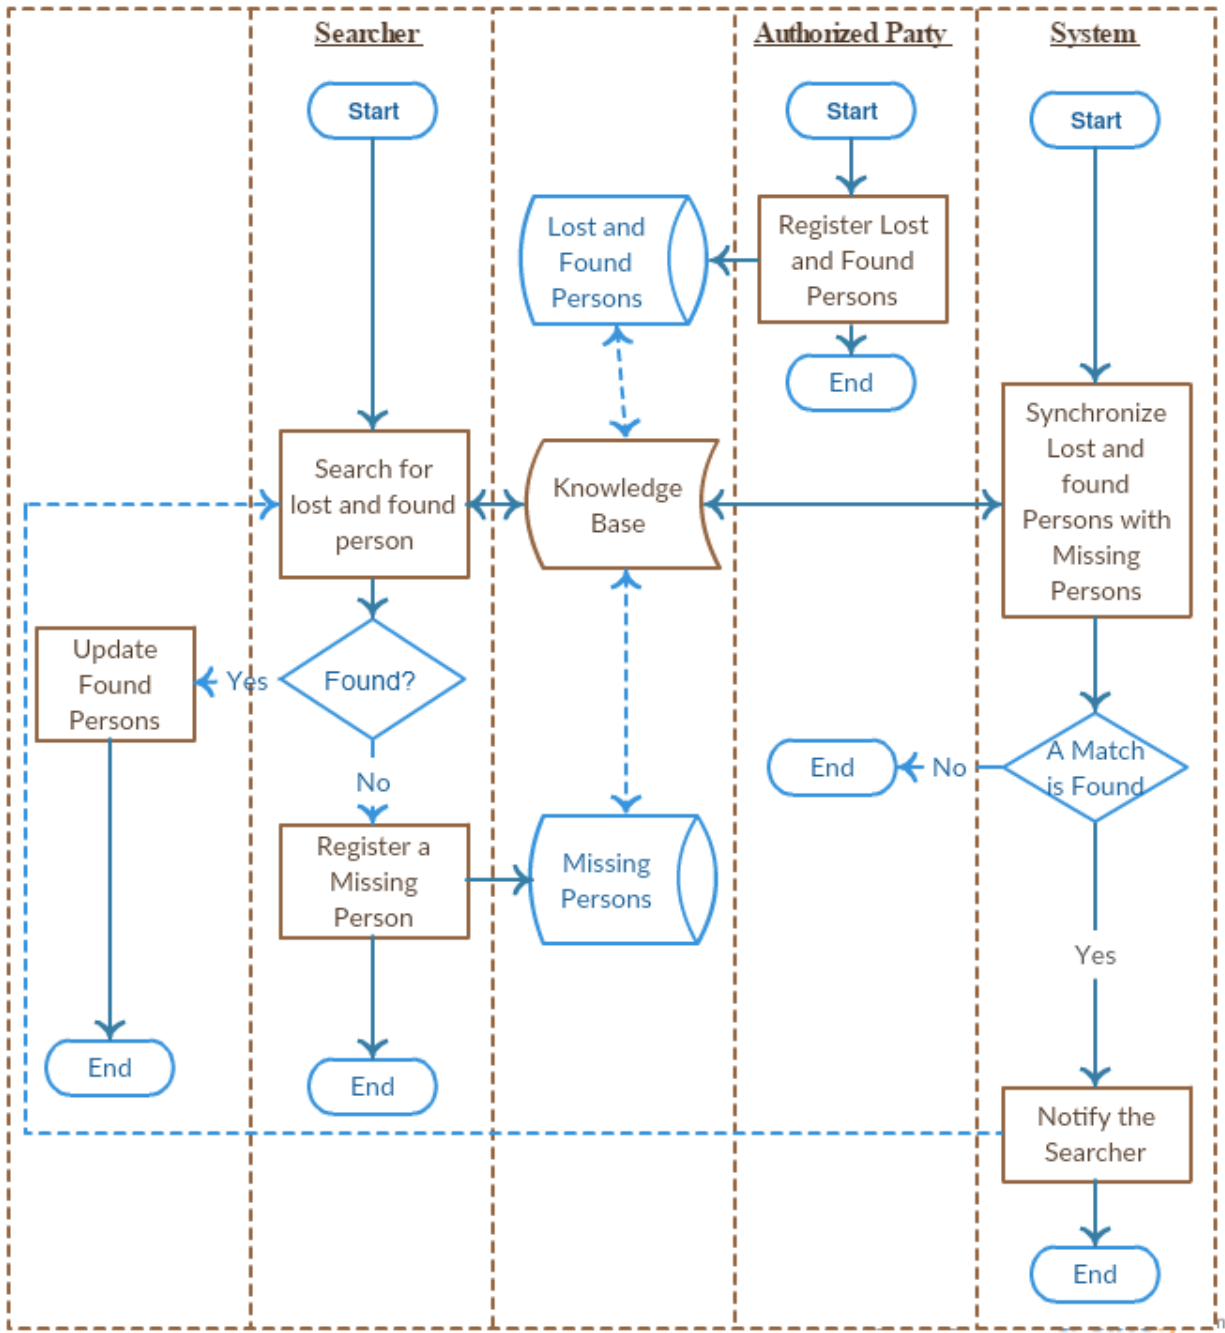 Searcher
Authorized Party
System
Start
Start
Start
Lost and
Found
Persons
Register Lost
and Found
Persons
End
Search for
lost and found
person
Knowledge
Base
Synchronize
Lost and
found
Persons with
Missing
Persons
Update
Found
Persons
Yes
Found?
No
End
No
A Match
is Found
Register a
Missing
Person
Missing
Persons
Yes
End
End
Notify the
Searcher
End